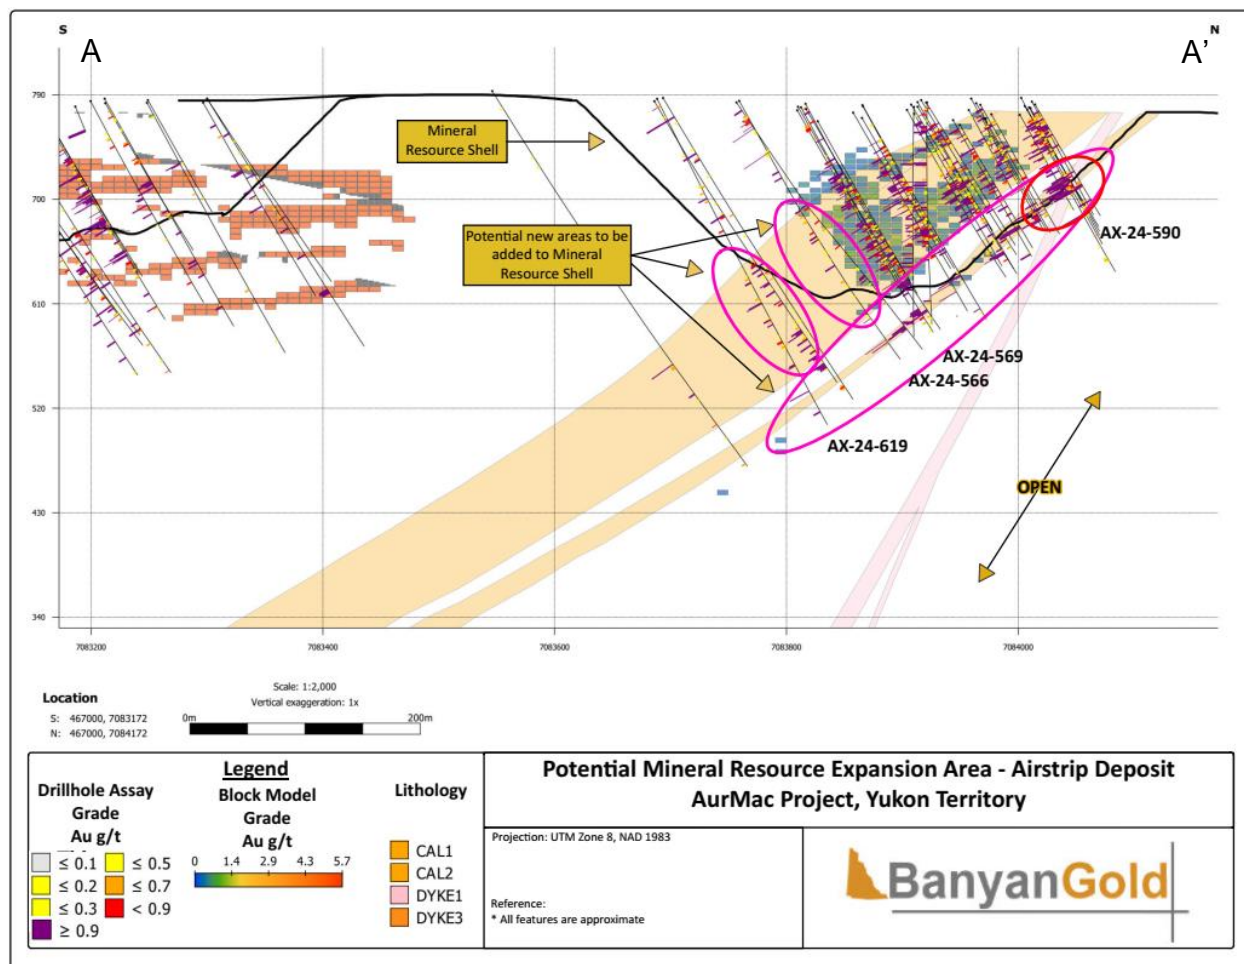 S
N
A
A’
790
700
610
520
430
340
Mineral
Resource Shell
Potential new areas to be
added to Mineral
Resource Shell
AX-24-590
AX-24-569
AX-24-566
AX-24-619
OPEN
7083200
7083400
7083600
7083800
7084000
Location
S: 467000, 7083172
N: 467000, 7084172
Scale: 1:2,000
Vertical exaggeration: 1x
0m
200m
Legend
Drillhole Assay
Grade
Au g/t
≤ 0.1
≤ 0.5
≤ 0.2
≤ 0.7
≤ 0.3
< 0.9
≥ 0.9
Block Model
Grade
Au g/t
0 1.4 2.9 4.3 5.7
Lithology
CAL1
CAL2
DYKE1
DYKE3
Potential Mineral Resource Expansion Area - Airstrip Deposit
AurMac Project, Yukon Territory
Projection: UTM Zone 8, NAD 1983
Reference:
* All features are approximate
BanyanGold